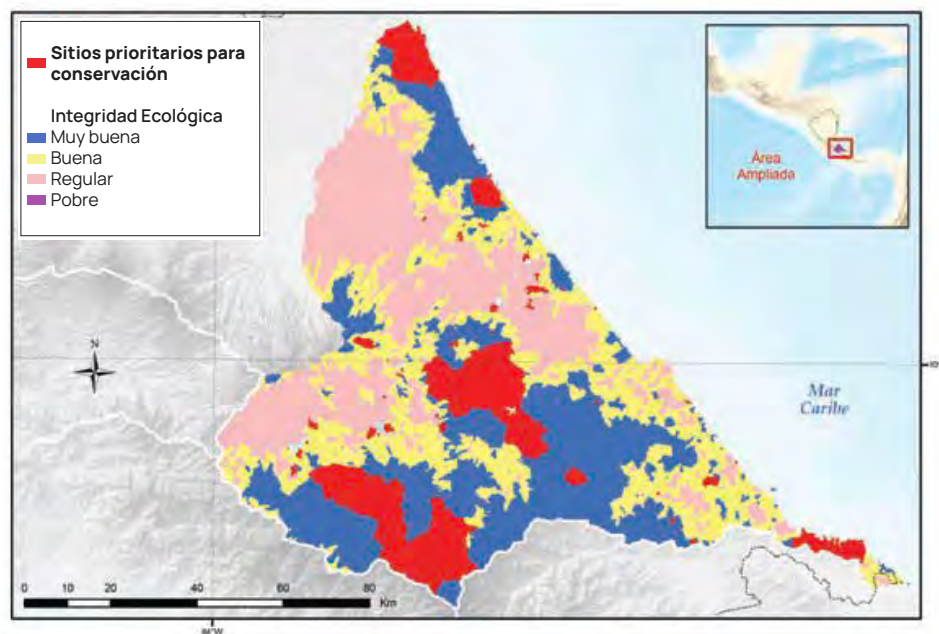 Sitios prioritarios para
conservación
Integridad Ecológica
Muy buena
Buena
Regular
Pobre
Área
Ampliada
N
Mar
Caribe
0 10 20 40 60 80
Km
84°W